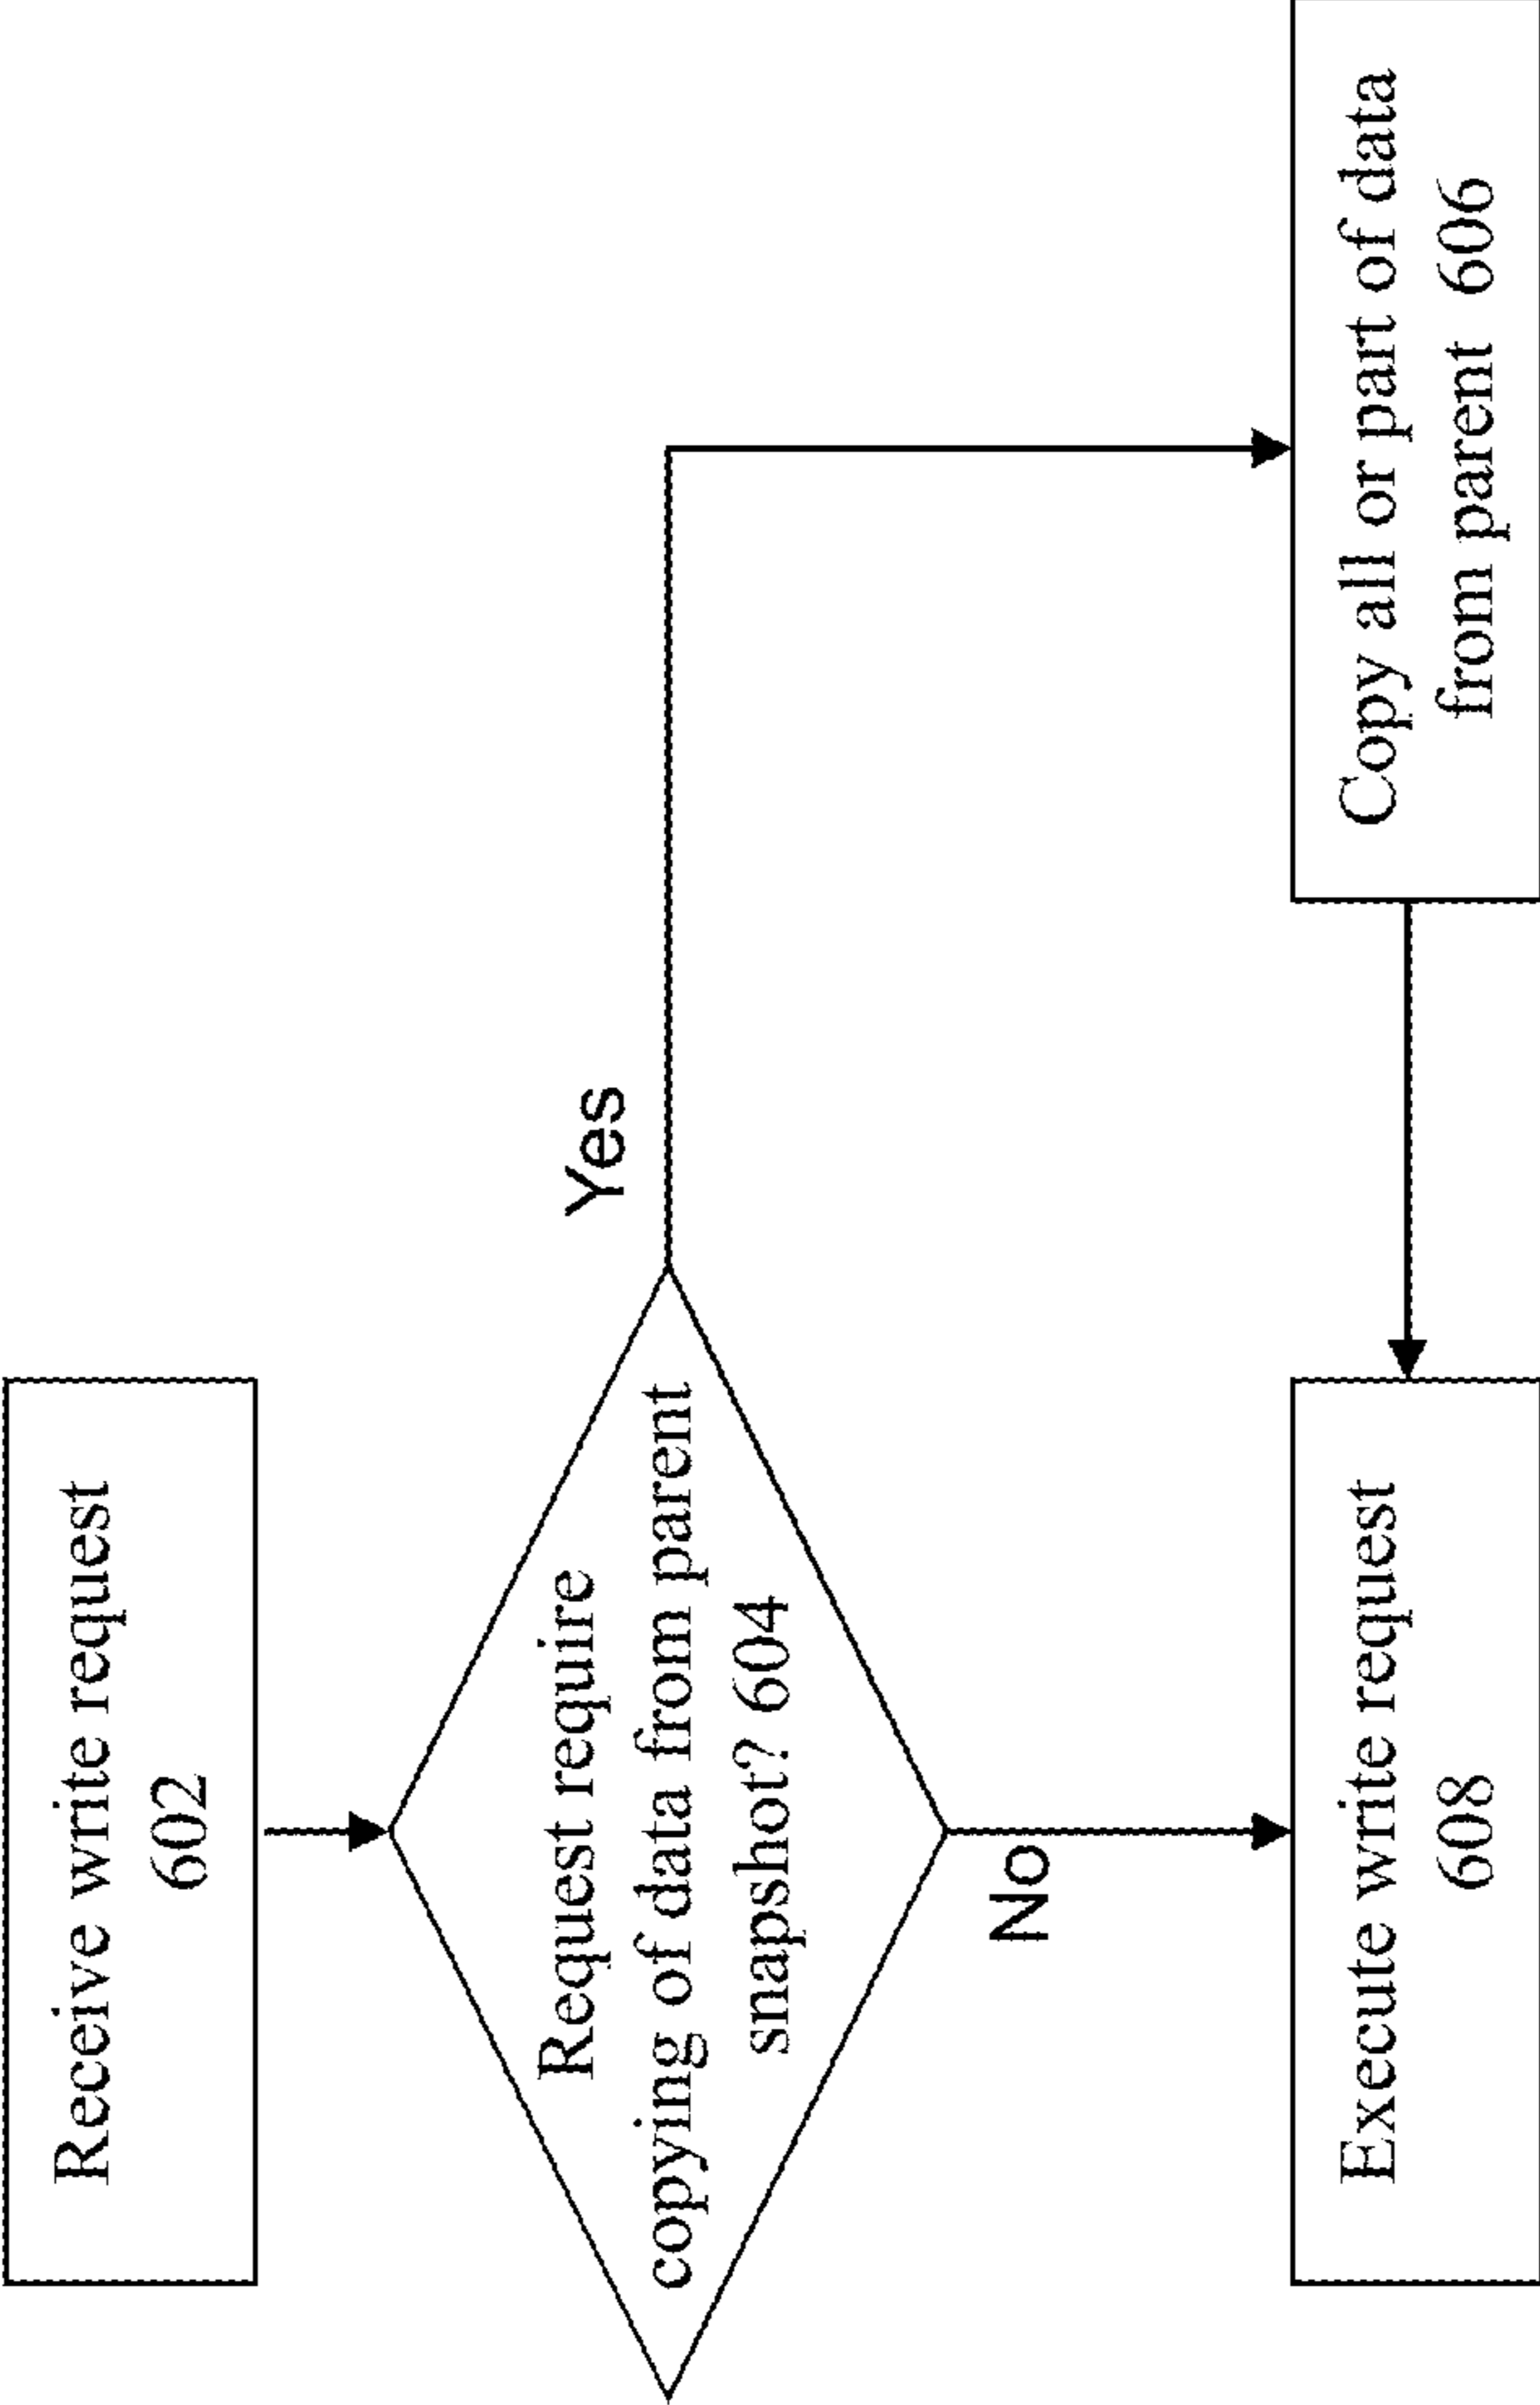 Receive write request
602
Request require
copying of data from parent
snapshot? 604
Yes
No
Copy all or part of data
from parent 606
Execute write request
608